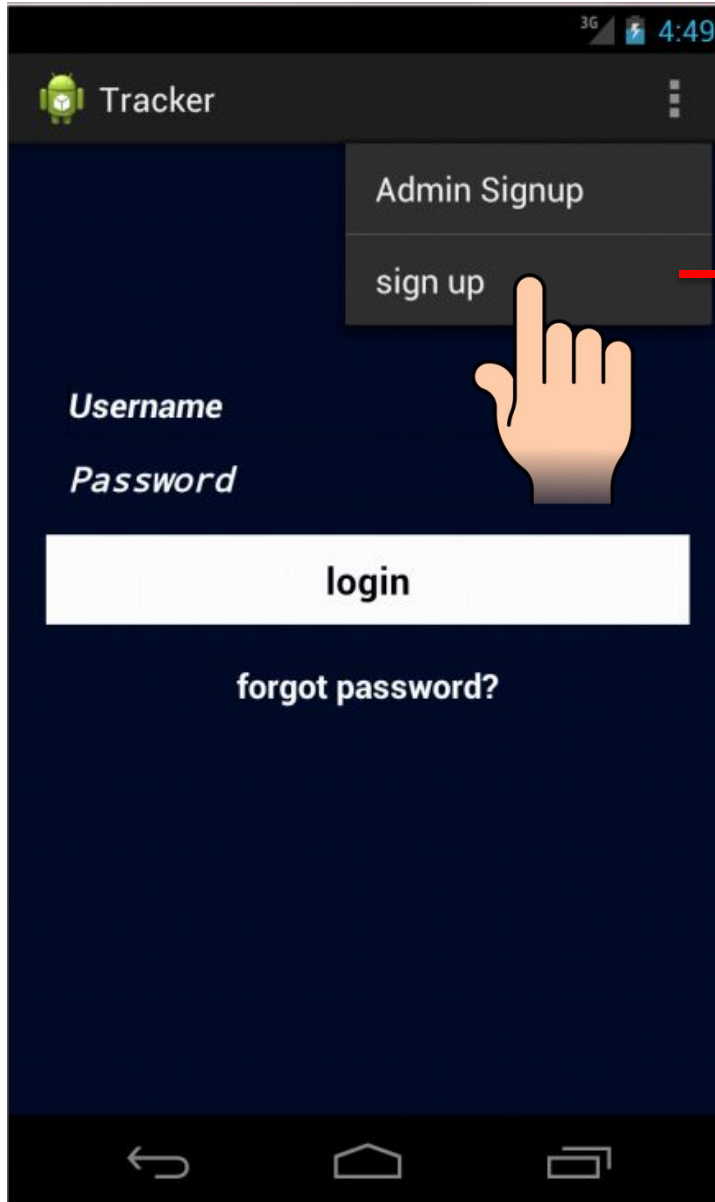 3G 4:49
Tracker
Admin Signup
sign up
Username
Password
login
forgot password?